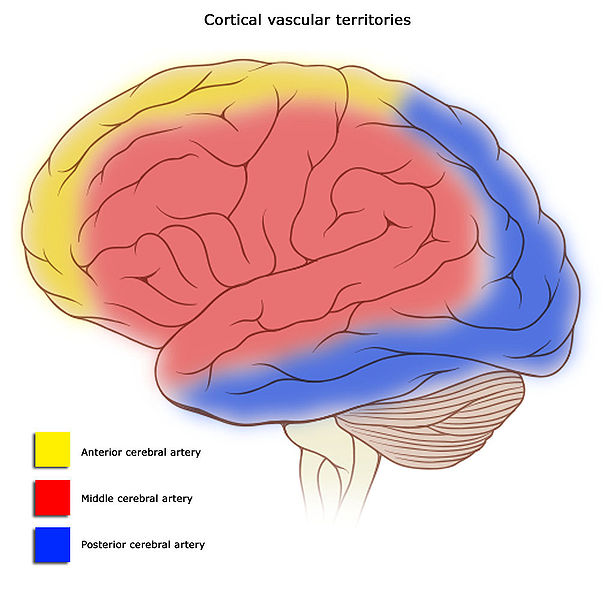 Cortical vascular territories
Anterior cerebral artery
Middle cerebral artery
Posterior cerebral artery